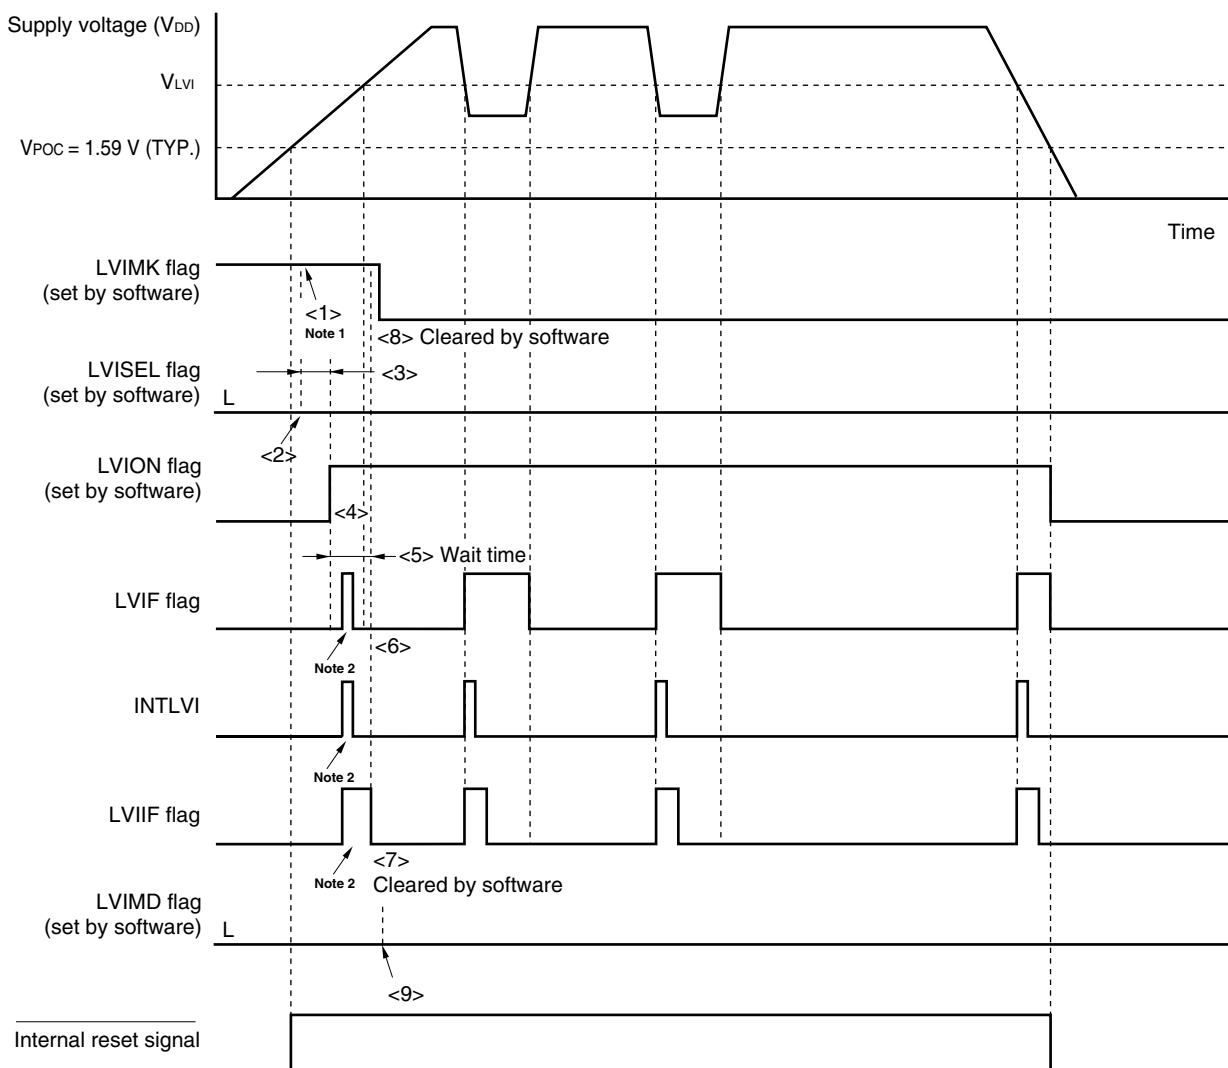 Supply voltage (VDD)
VLVI
VPOC = 1.59 V (TYP.)
Time
LVIMK flag
(set by software)
<1>
Note 1
<8> Cleared by software
LVISEL flag
(set by software)
L
<3>
<2>
LVION flag
(set by software)
<4>
<5> Wait time
LVIF flag
Note 2
<6>
INTLVI
Note 2
LVIIF flag
Note 2
<7>
Cleared by software
LVIMD flag
(set by software)
L
<9>
Internal reset signal